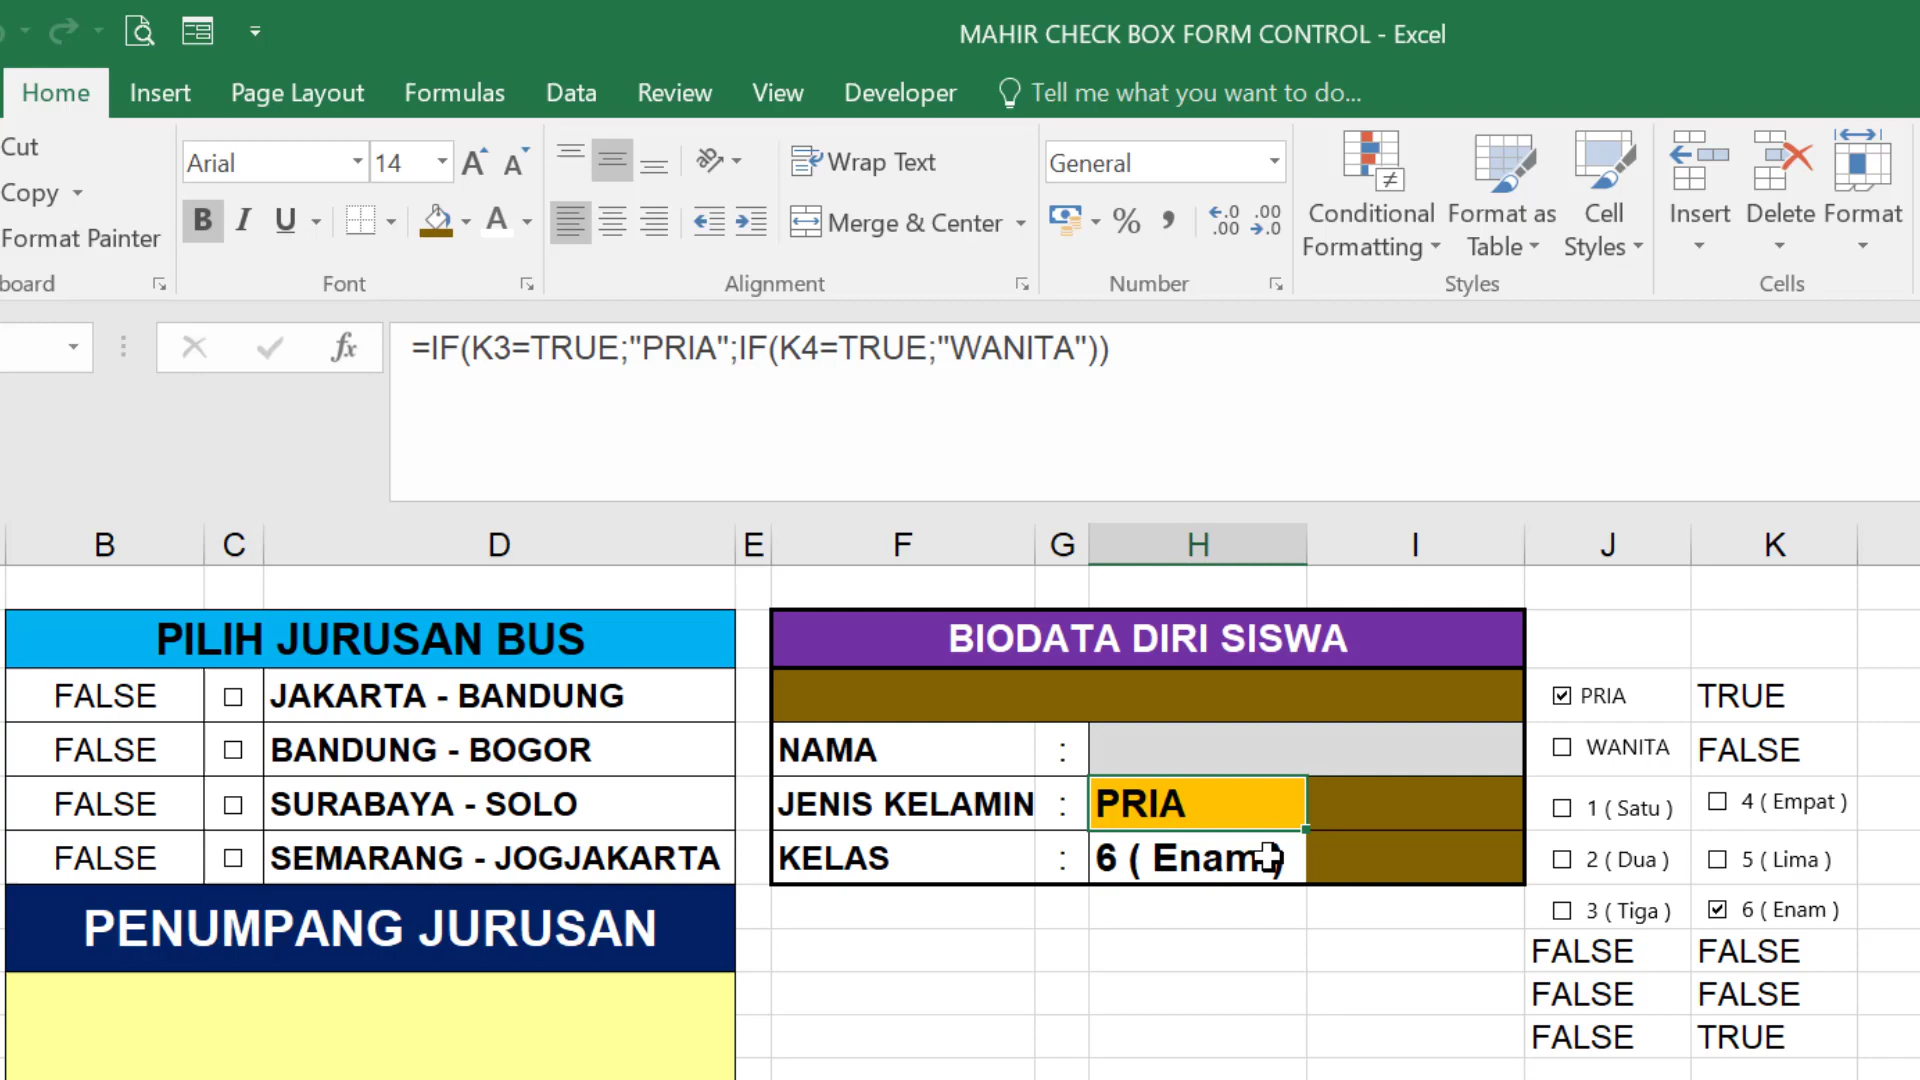 MAHIR CHECK BOX FORM CONTROL - Excel
Home Insert Page Layout Formulas Data Review View Developer Tell me what you want to do...
Cut
Copy
Format Painter
board
Arial 14
B I U A
Font
Wrap Text
Merge & Center
Alignment
General
% , .0 .00 .00 .0
Number
Conditional Formatting
Format as Table
Cell Styles
Styles
Insert Delete Format
Cells
fx =IF(K3=TRUE;"PRIA";IF(K4=TRUE;"WANITA"))
B C D E F G H I J K
PILIH JURUSAN BUS
FALSE JAKARTA - BANDUNG
FALSE BANDUNG - BOGOR
FALSE SURABAYA - SOLO
FALSE SEMARANG - JOGJAKARTA
PENUMPANG JURUSAN
BIODATA DIRI SISWA
NAMA :
JENIS KELAMIN : PRIA
KELAS : 6 ( Enam )
PRIA TRUE
WANITA FALSE
1 ( Satu ) 4 ( Empat )
2 ( Dua ) 5 ( Lima )
3 ( Tiga ) 6 ( Enam )
FALSE FALSE
FALSE FALSE
FALSE TRUE